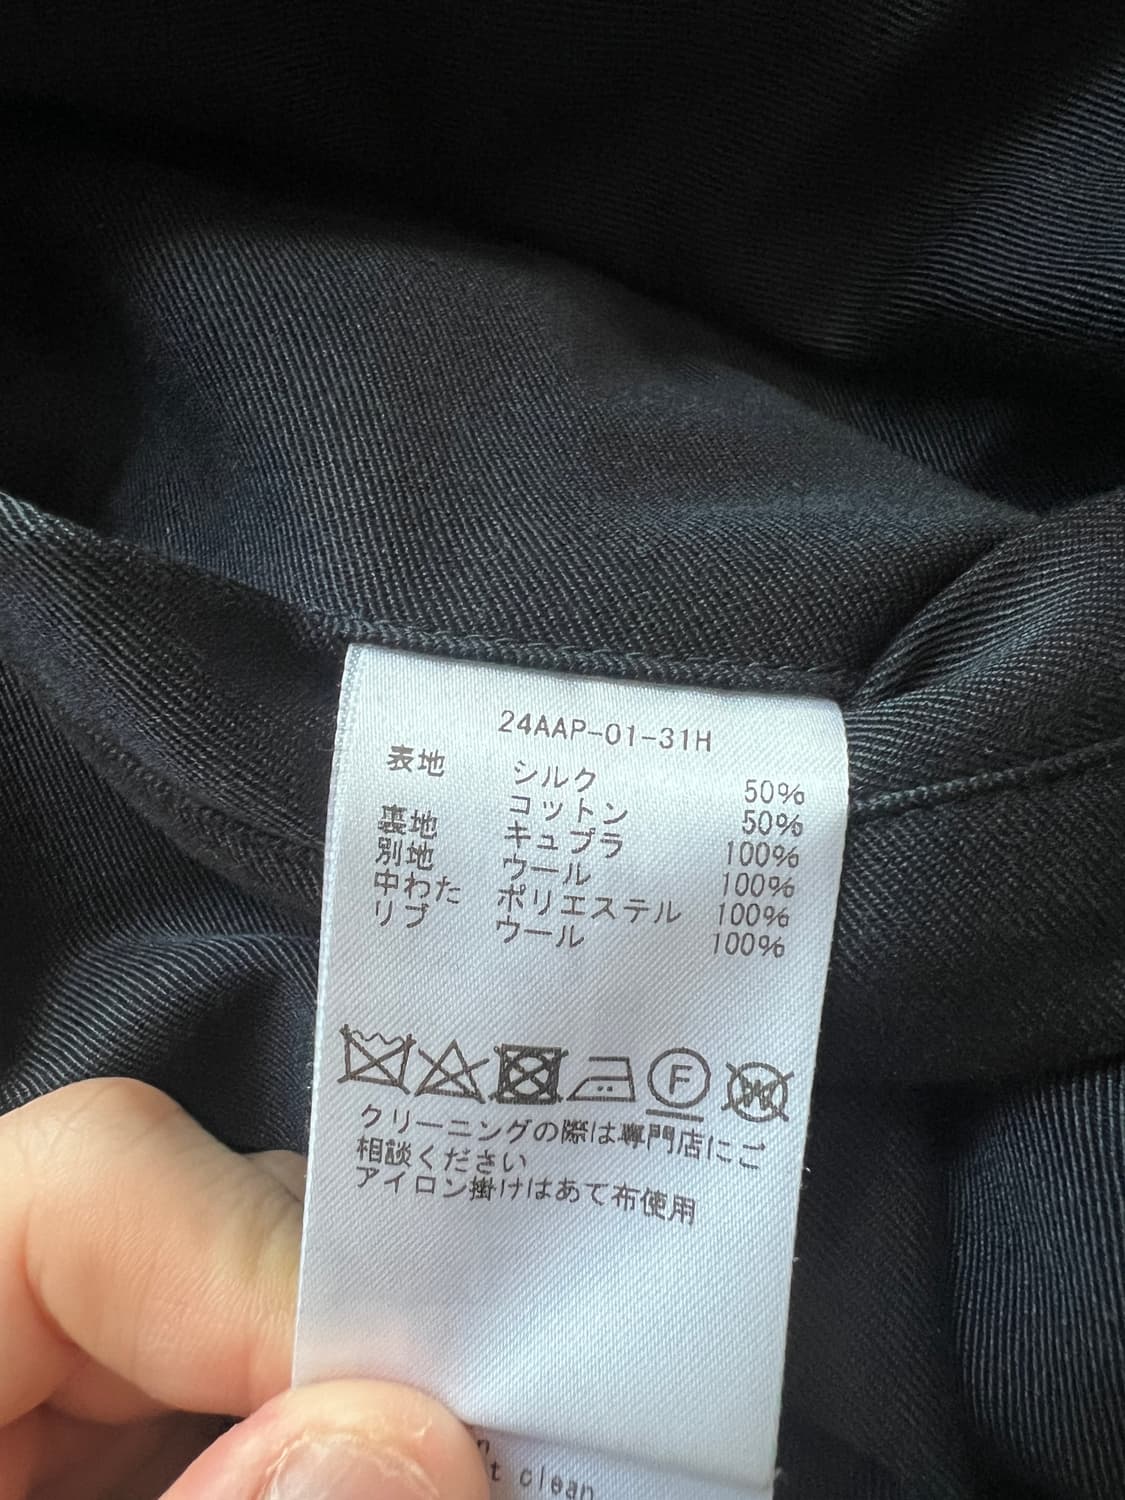 24AAP-01-31H
表地 シルク 50%
コットン 50%
裏地 キュプラ 100%
別地 ウール 100%
中わた ポリエステル 100%
リブ ウール 100%
F W
クリーニングの際は専門店にご
相談ください
アイロン掛けはあて布使用
clean